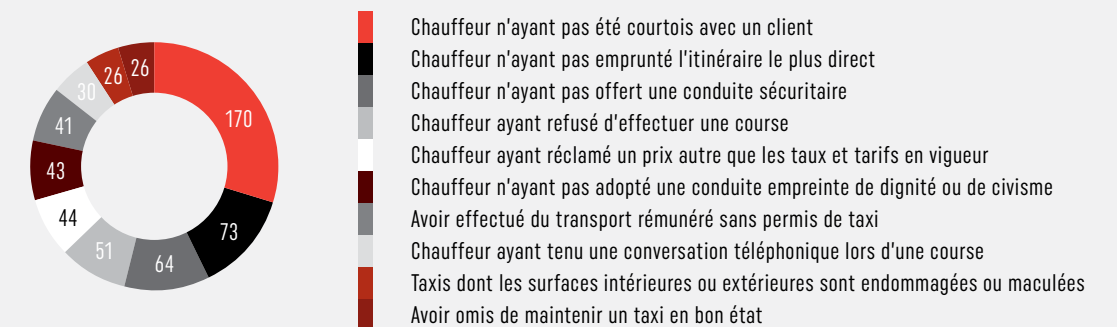 170
73
64
51
44
43
41
30
26
26
Chauffeur n'ayant pas été courtois avec un client
Chauffeur n'ayant pas emprunté l'itinéraire le plus direct
Chauffeur n'ayant pas offert une conduite sécuritaire
Chauffeur ayant refusé d'effectuer une course
Chauffeur ayant réclamé un prix autre que les taux et tarifs en vigueur
Chauffeur n'ayant pas adopté une conduite empreinte de dignité ou de civisme
Avoir effectué du transport rémunéré sans permis de taxi
Chauffeur ayant tenu une conversation téléphonique lors d'une course
Taxis dont les surfaces intérieures ou extérieures sont endommagées ou maculées
Avoir omis de maintenir un taxi en bon état